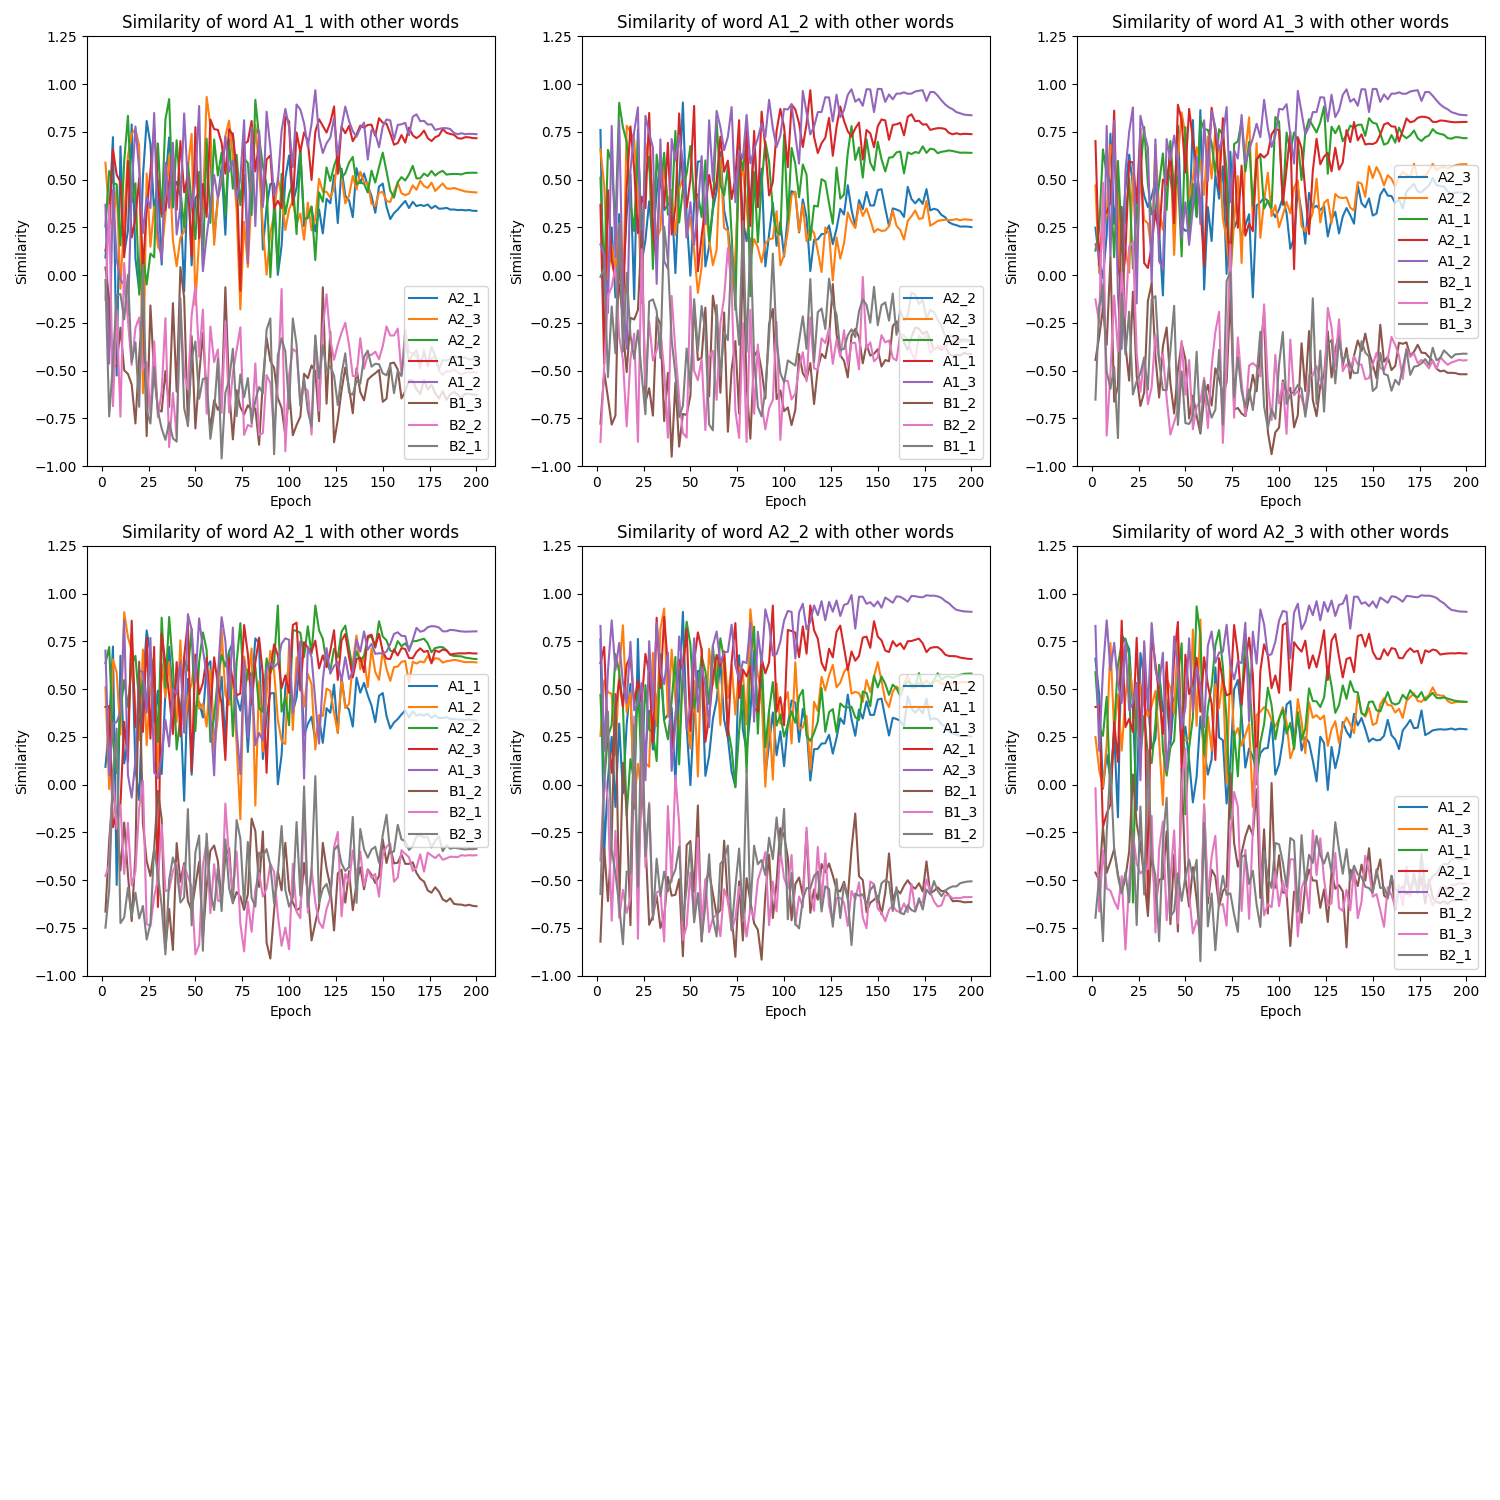 Similarity of word A1_1 with other words
1.25
1.00
0.75
0.50
0.25
0.00
−0.25
−0.50
−0.75
−1.00
Similarity
0 25 50 75 100 125 150 175 200
Epoch
A2_1
A2_3
A2_2
A1_3
A1_2
B1_3
B2_2
B2_1
Similarity of word A1_2 with other words
1.25
1.00
0.75
0.50
0.25
0.00
−0.25
−0.50
−0.75
−1.00
Similarity
0 25 50 75 100 125 150 175 200
Epoch
A2_2
A2_3
A2_1
A1_1
A1_3
B1_2
B2_2
B1_1
Similarity of word A1_3 with other words
1.25
1.00
0.75
0.50
0.25
0.00
−0.25
−0.50
−0.75
−1.00
Similarity
0 25 50 75 100 125 150 175 200
Epoch
A2_3
A2_2
A1_1
A2_1
A1_2
B2_1
B1_2
B1_3
Similarity of word A2_1 with other words
1.25
1.00
0.75
0.50
0.25
0.00
−0.25
−0.50
−0.75
−1.00
Similarity
0 25 50 75 100 125 150 175 200
Epoch
A1_1
A1_2
A2_2
A2_3
A1_3
B1_2
B2_1
B2_3
Similarity of word A2_2 with other words
1.25
1.00
0.75
0.50
0.25
0.00
−0.25
−0.50
−0.75
−1.00
Similarity
0 25 50 75 100 125 150 175 200
Epoch
A1_2
A1_1
A1_3
A2_1
A2_3
B2_1
B1_3
B1_2
Similarity of word A2_3 with other words
1.25
1.00
0.75
0.50
0.25
0.00
−0.25
−0.50
−0.75
−1.00
Similarity
0 25 50 75 100 125 150 175 200
Epoch
A1_2
A1_3
A1_1
A2_1
A2_2
B1_2
B1_3
B2_1